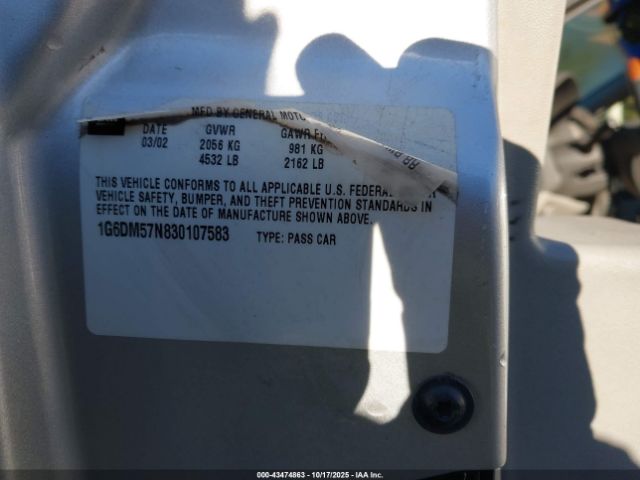 MFD BY GENERAL MOTO
DATE GVWR GAWR
03/02 2056 KG 981 KG
4532 LB 2162 LB
THIS VEHICLE CONFORMS TO ALL APPLICABLE U.S. FEDERAL
VEHICLE SAFETY, BUMPER, AND THEFT PREVENTION STANDARDS IN
EFFECT ON THE DATE OF MANUFACTURE SHOWN ABOVE.
1G6DM57N830107583 TYPE: PASS CAR
000-43474863 | 10/17/2025 | IAA Inc.